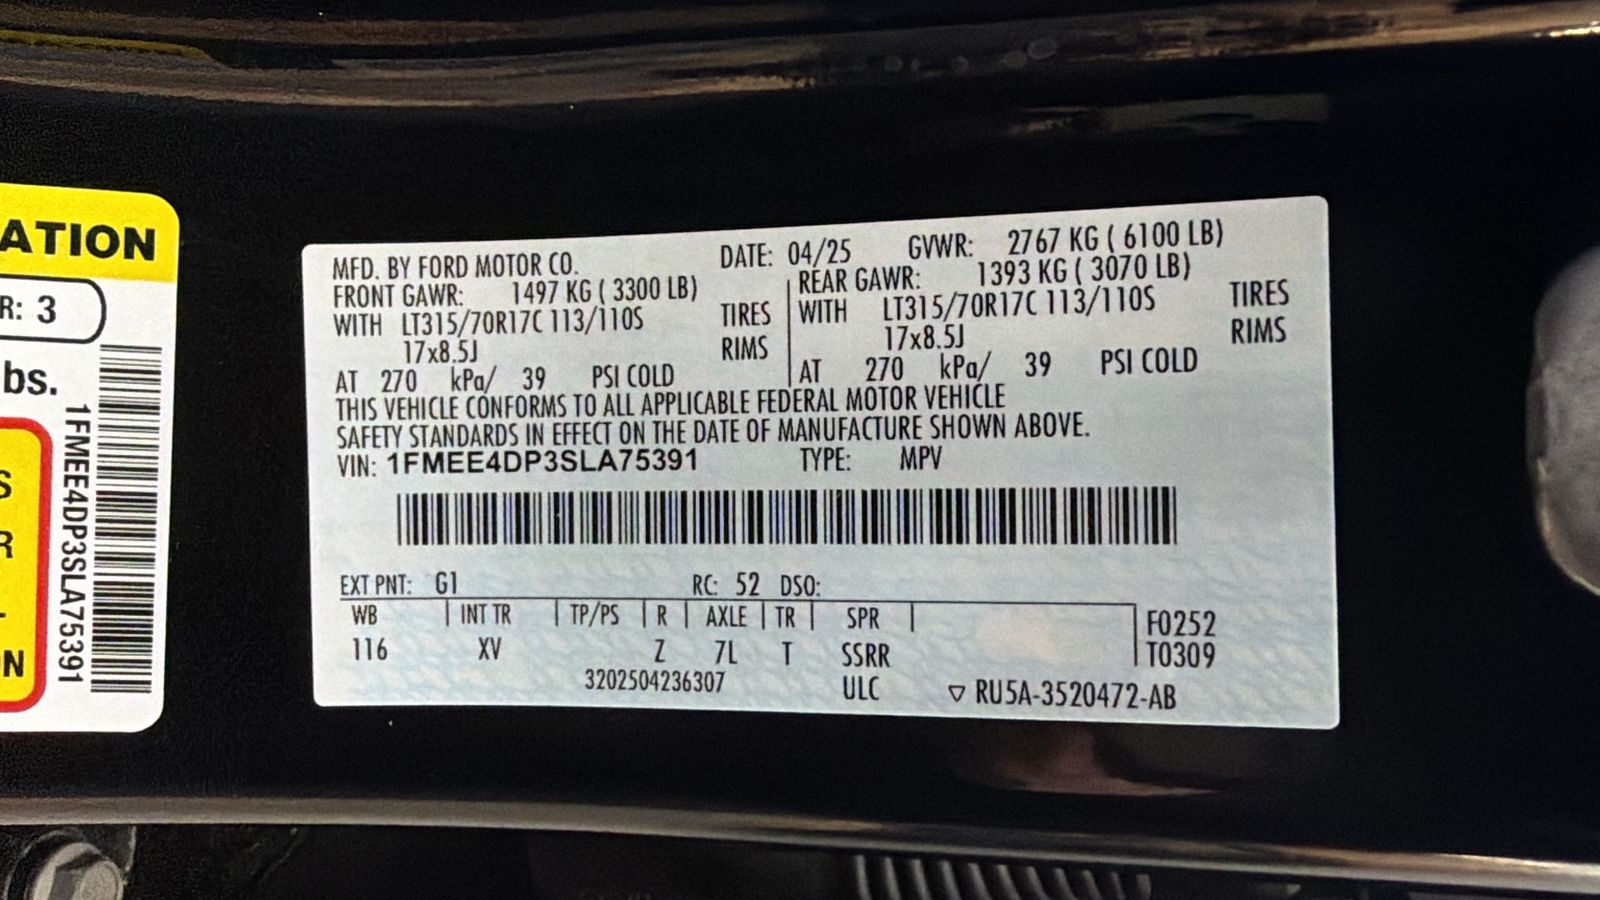 ATION
R: 3
bs.
1FMEE4DP3SLA75391
S
R
N
MFD. BY FORD MOTOR CO. DATE: 04/25 GVWR: 2767 KG ( 6100 LB)
FRONT GAWR: 1497 KG ( 3300 LB) REAR GAWR: 1393 KG ( 3070 LB)
WITH LT315/70R17C 113/110S TIRES WITH LT315/70R17C 113/110S TIRES
17x8.5J RIMS 17x8.5J RIMS
AT 270 kPa/ 39 PSI COLD AT 270 kPa/ 39 PSI COLD
THIS VEHICLE CONFORMS TO ALL APPLICABLE FEDERAL MOTOR VEHICLE
SAFETY STANDARDS IN EFFECT ON THE DATE OF MANUFACTURE SHOWN ABOVE.
VIN: 1FMEE4DP3SLA75391 TYPE: MPV
EXT PNT: G1 RC: 52 DSO:
WB INT TR TP/PS R AXLE TR SPR F0252
116 XV Z 7L T SSRR T0309
3202504236307 ULC ▽ RU5A-3520472-AB